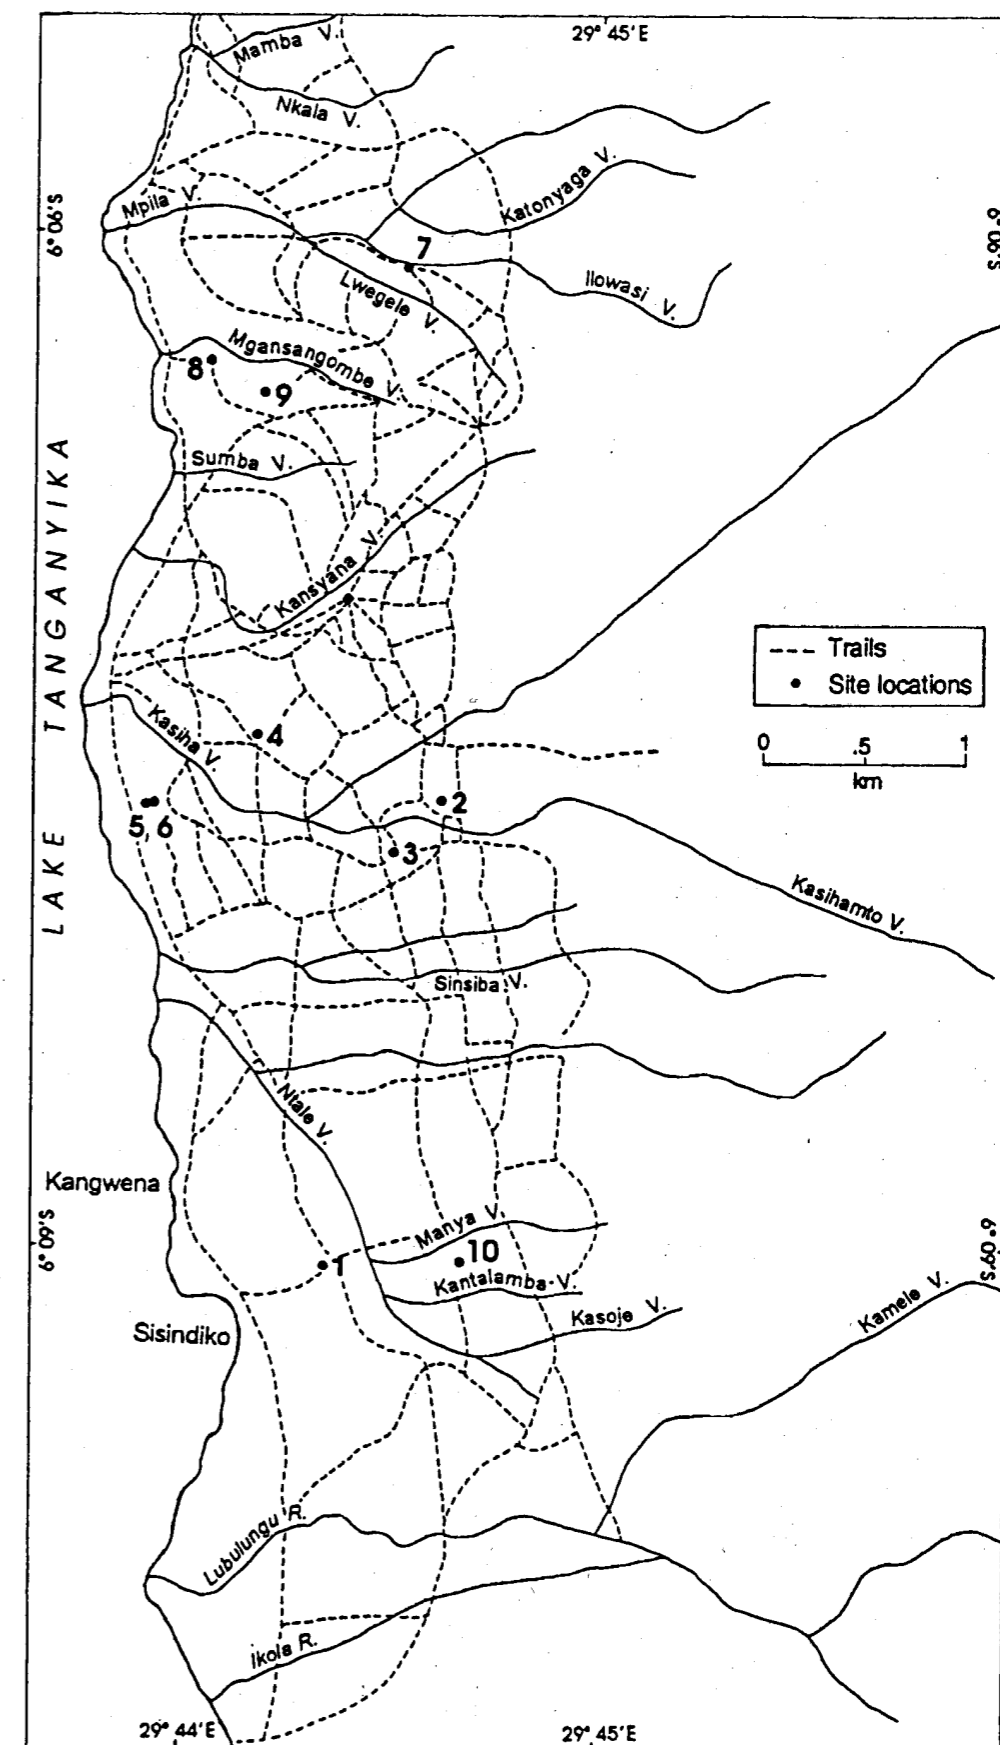 29° 45'E
Mamba V.
Nkala V.
Katonyaga V.
Mpila V.
6° 06'S
6° 06'S
7
Ilowasi V.
Lwegele V.
Mgansangombe V.
8
9
Sumba V.
LAKE TANGANYIKA
Kansyana V.
Trails
Site locations
Kasiha V.
4
0 .5 1
km
2
5, 6
3
Kasihamto V.
Sinsiba V.
Ntale V.
Kangwena
Manya V.
6° 09'S
6° 09'S
10
1
Kantalamba V.
Kasoje V.
Kamele V.
Sisindiko
Lubulungu R.
Ikola R.
29° 44'E
29° 45'E